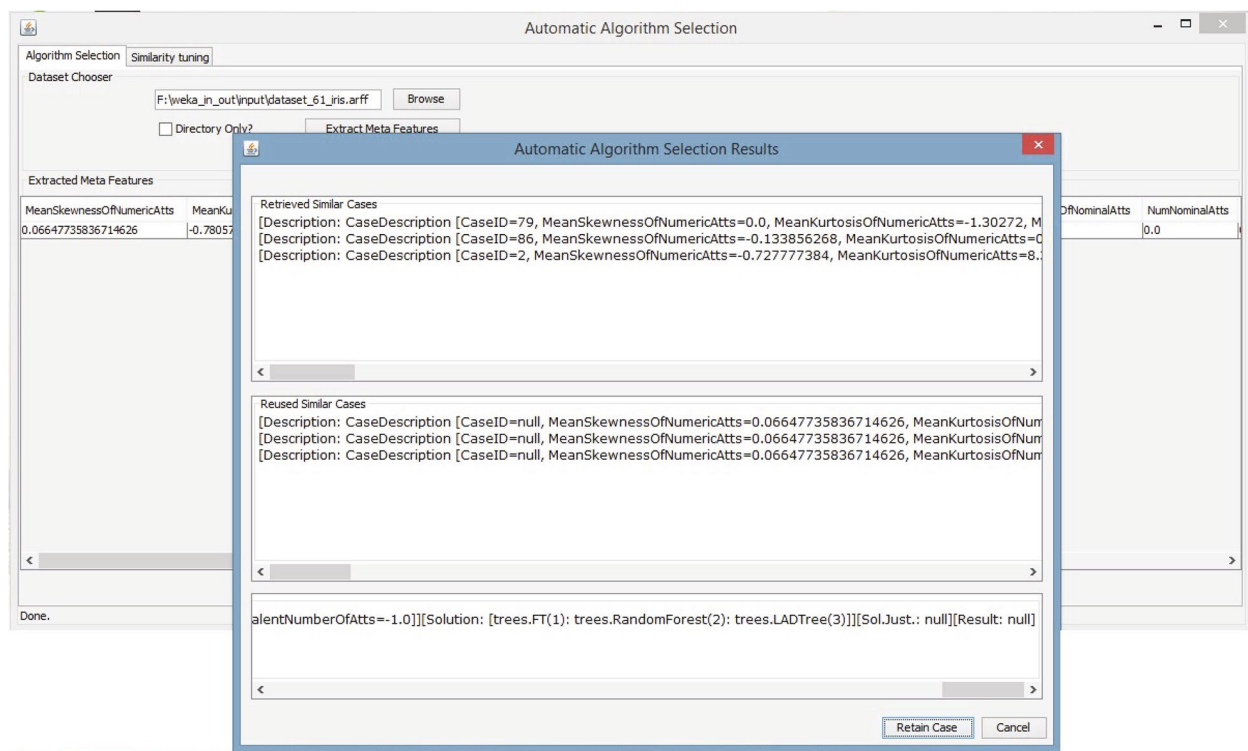 Automatic Algorithm Selection
Algorithm Selection Similarity tuning
Dataset Chooser
F:\weka_in_out\input\dataset_61_iris.arff Browse
Directory Only? Extract Meta Features
Automatic Algorithm Selection Results
Extracted Meta Features
MeanSkewnessOfNumericAtts MeanKu OfNominalAtts NumNominalAtts
0.06647735836714626 -0.78057 0.0
Retrieved Similar Cases
[Description: CaseDescription [CaseID=79, MeanSkewnessOfNumericAtts=0.0, MeanKurtosisOfNumericAtts=-1.30272, M
[Description: CaseDescription [CaseID=86, MeanSkewnessOfNumericAtts=-0.133856268, MeanKurtosisOfNumericAtts=0
[Description: CaseDescription [CaseID=2, MeanSkewnessOfNumericAtts=-0.727777384, MeanKurtosisOfNumericAtts=8.
Reused Similar Cases
[Description: CaseDescription [CaseID=null, MeanSkewnessOfNumericAtts=0.06647735836714626, MeanKurtosisOfNum
[Description: CaseDescription [CaseID=null, MeanSkewnessOfNumericAtts=0.06647735836714626, MeanKurtosisOfNum
[Description: CaseDescription [CaseID=null, MeanSkewnessOfNumericAtts=0.06647735836714626, MeanKurtosisOfNum
alentNumberOfAtts=-1.0]][Solution: [trees.FT(1): trees.RandomForest(2): trees.LADTree(3)]][Sol.Just.: null][Result: null]
Done.
Retain Case Cancel